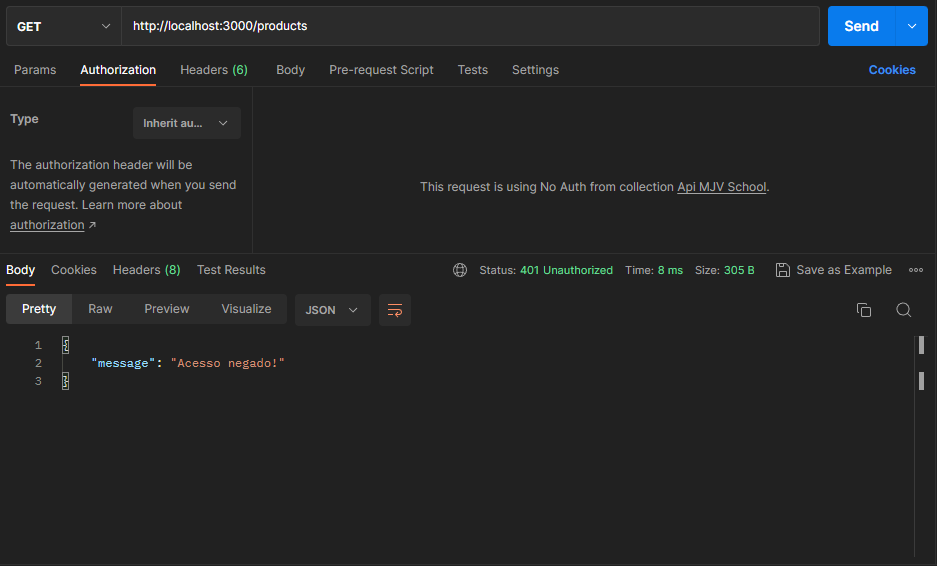 GET http://localhost:3000/products Send
Params Authorization Headers (6) Body Pre-request Script Tests Settings Cookies
Type Inherit au...
The authorization header will be
automatically generated when you send
the request. Learn more about
authorization ↗
This request is using No Auth from collection Api MJV School.
Body Cookies Headers (8) Test Results Status: 401 Unauthorized Time: 8 ms Size: 305 B Save as Example
Pretty Raw Preview Visualize JSON
1 {
2 "message": "Acesso negado!"
3 }